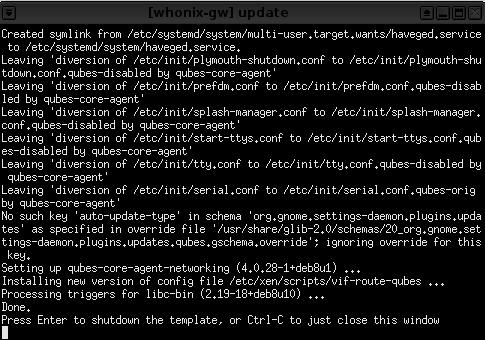 [whonix-gw] update
Created symlink from /etc/systemd/system/multi-user.target.wants/haveged.service
 to /etc/systemd/system/haveged.service.
Leaving 'diversion of /etc/init/plymouth-shutdown.conf to /etc/init/plymouth-shu
tdown.conf.qubes-disabled by qubes-core-agent'
Leaving 'diversion of /etc/init/prefdm.conf to /etc/init/prefdm.conf.qubes-disab
led by qubes-core-agent'
Leaving 'diversion of /etc/init/splash-manager.conf to /etc/init/splash-manager.
conf.qubes-disabled by qubes-core-agent'
Leaving 'diversion of /etc/init/start-ttys.conf to /etc/init/start-ttys.conf.qub
es-disabled by qubes-core-agent'
Leaving 'diversion of /etc/init/tty.conf to /etc/init/tty.conf.qubes-disabled by
 qubes-core-agent'
Leaving 'diversion of /etc/init/serial.conf to /etc/init/serial.conf.qubes-orig
by qubes-core-agent'
No such key 'auto-update-type' in schema 'org.gnome.settings-daemon.plugins.upda
tes' as specified in override file '/usr/share/glib-2.0/schemas/20_org.gnome.set
tings-daemon.plugins.updates.qubes.gschema.override'; ignoring override for this
 key.
Setting up qubes-core-agent-networking (4.0.28-1+deb8u1) ...
Installing new version of config file /etc/xen/scripts/vif-route-qubes ...
Processing triggers for libc-bin (2.19-18+deb8u10) ...
Done.
Press Enter to shutdown the template, or Ctrl-C to just close this window